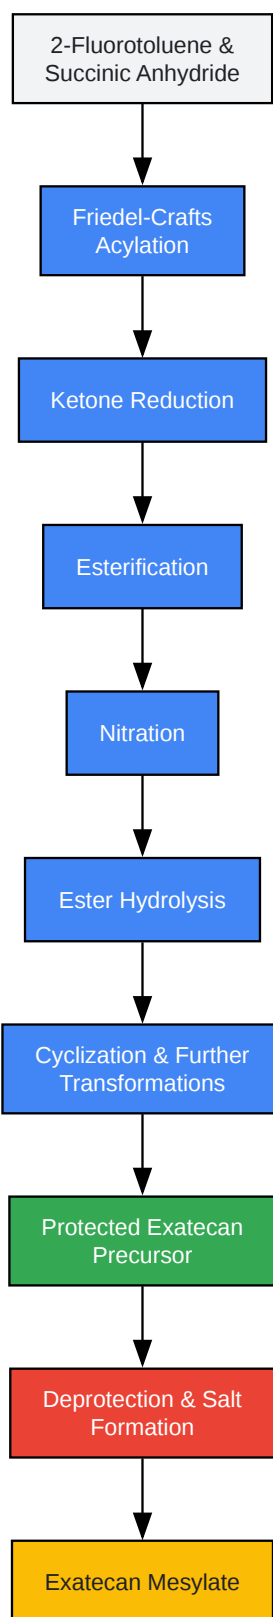 2-Fluorotoluene &
Succinic Anhydride
Friedel-Crafts
Acylation
Ketone Reduction
Esterification
Nitration
Ester Hydrolysis
Cyclization & Further
Transformations
Protected Exatecan
Precursor
Deprotection & Salt
Formation
Exatecan Mesylate